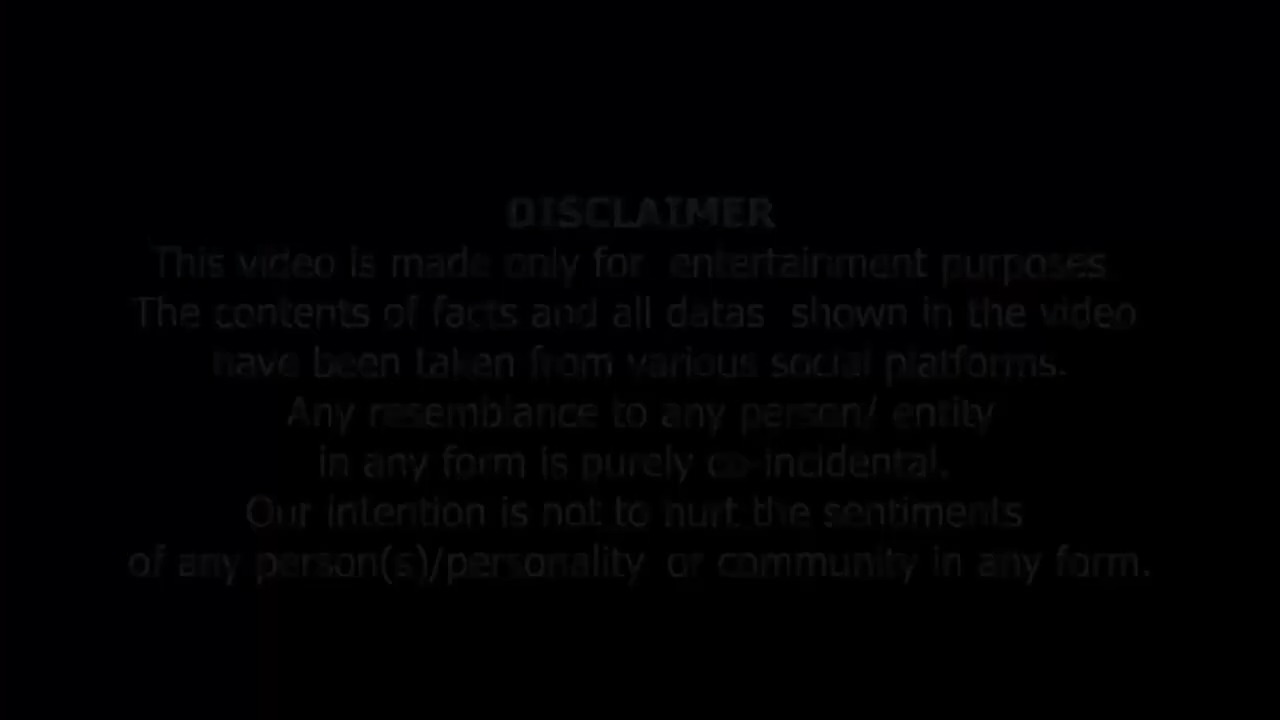 DISCLAIMER
This video is made only for entertainment purposes.
The contents of facts and all datas shown in the video
have been taken from various social platforms.
Any resemblance to any person/ entity
in any form is purely co-incidental.
Our intention is not to hurt the sentiments
of any person(s)/personality or community in any form.